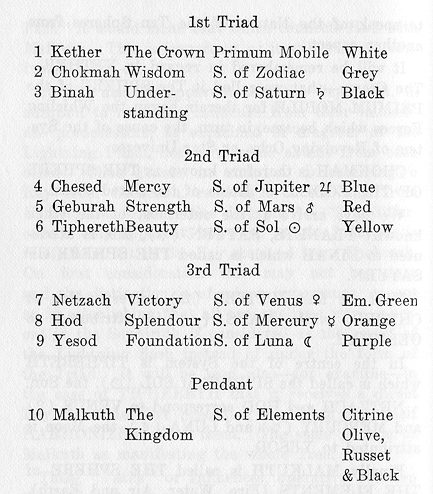 1st Triad
1 Kether The Crown Primum Mobile White
2 Chokmah Wisdom S. of Zodiac Grey
3 Binah Under- S. of Saturn ♄ Black
standing
2nd Triad
4 Chesed Mercy S. of Jupiter ♃ Blue
5 Geburah Strength S. of Mars ♂ Red
6 Tiphereth Beauty S. of Sol ☉ Yellow
3rd Triad
7 Netzach Victory S. of Venus ♀ Em. Green
8 Hod Splendour S. of Mercury ☿ Orange
9 Yesod Foundation S. of Luna ☾ Purple
Pendant
10 Malkuth The S. of Elements Citrine
Kingdom Olive,
Russet
& Black